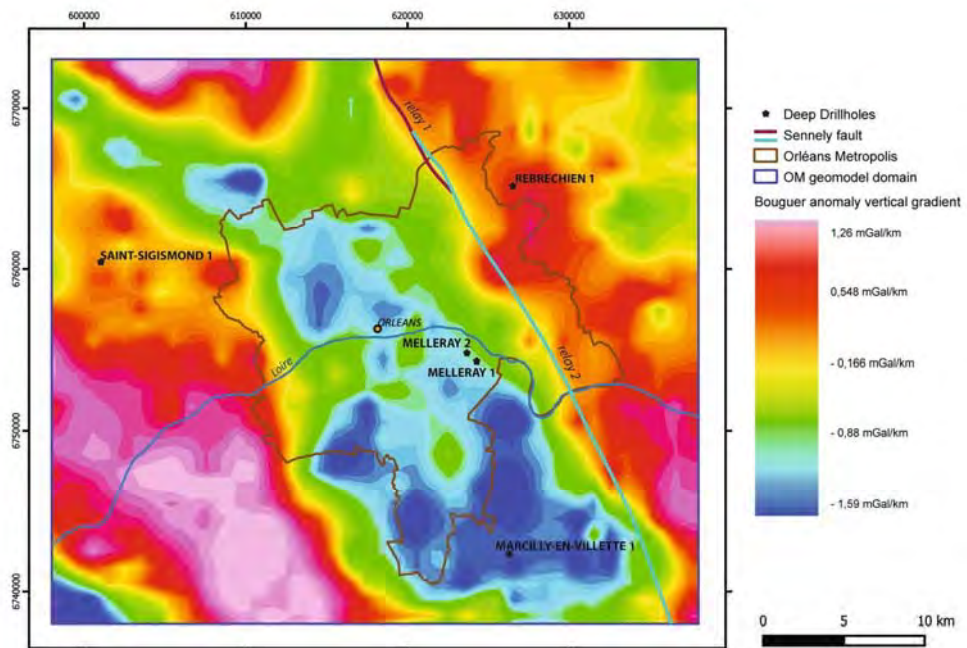 600000
610000
620000
630000
6770000
6760000
6750000
6740000
relay 1
REBRECHIEN 1
SAINT-SIGISMOND 1
ORLEANS
MELLERAY 2
MELLERAY 1
Loire
relay 2
MARCILLY-EN-VILLETTE 1
Deep Drillholes
Sennely fault
Orléans Metropolis
OM geomodel domain
Bouguer anomaly vertical gradient
1,26 mGal/km
0,548 mGal/km
- 0,166 mGal/km
- 0,88 mGal/km
- 1,59 mGal/km
0 5 10 km